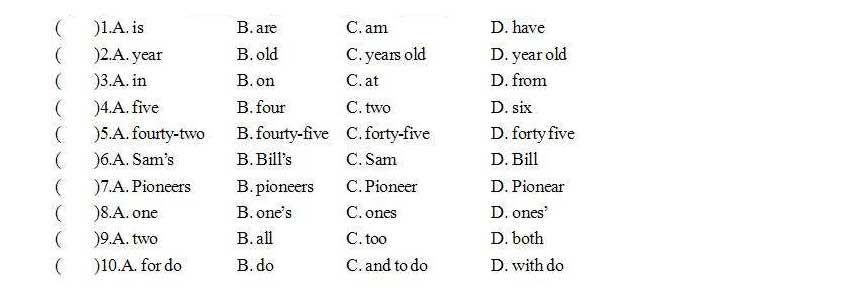 ( )1.A. is B. are C. am D. have
( )2.A. year B. old C. years old D. year old
( )3.A. in B. on C. at D. from
( )4.A. five B. four C. two D. six
( )5.A. fourty-two B. fourty-five C. forty-five D. forty five
( )6.A. Sam's B. Bill's C. Sam D. Bill
( )7.A. Pioneers B. pioneers C. Pioneer D. Pionear
( )8.A. one B. one's C. ones D. ones'
( )9.A. two B. all C. too D. both
( )10.A. for do B. do C. and to do D. with do